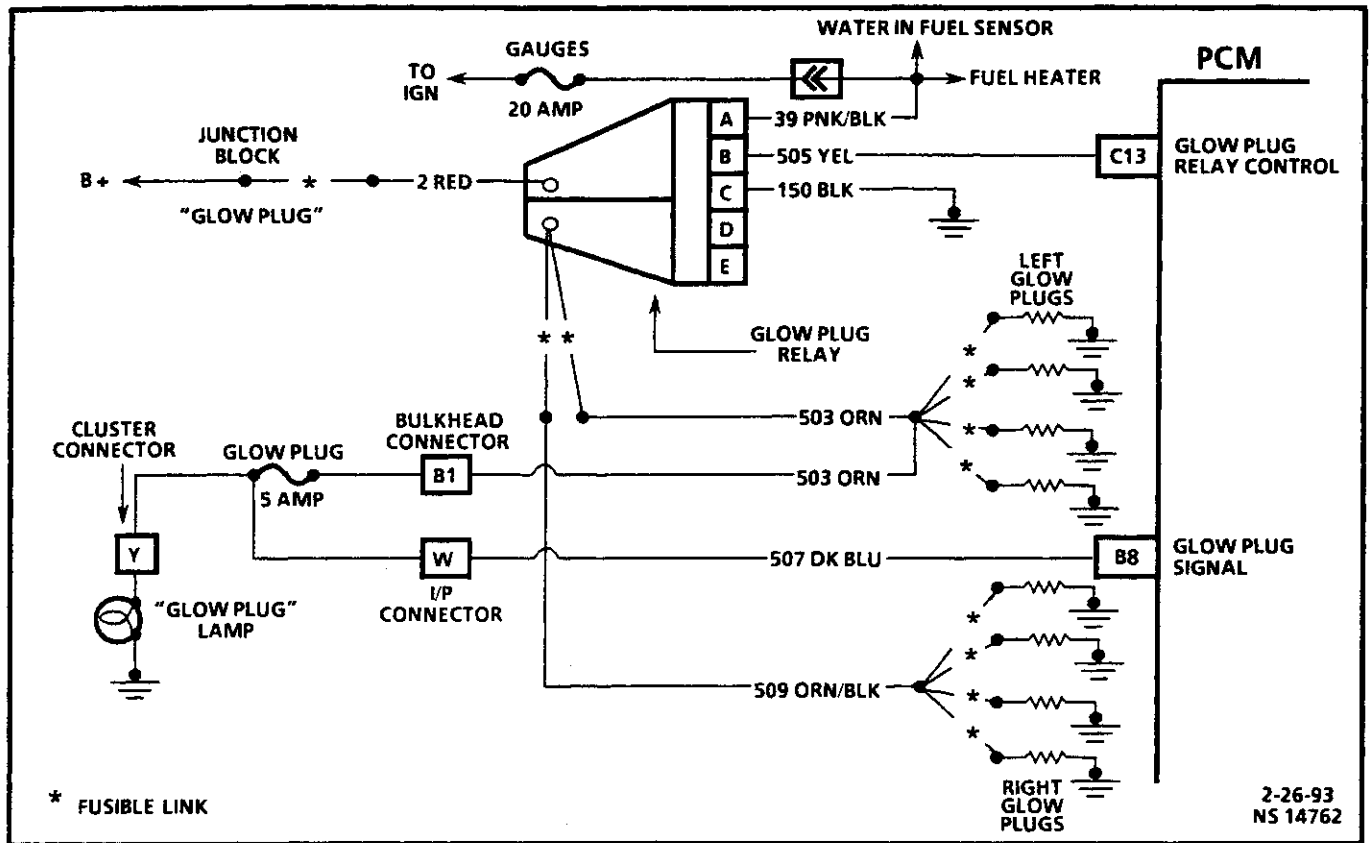 WATER IN FUEL SENSOR
GAUGES
PCM
TO
IGN
FUEL HEATER
20 AMP
A
39 PNK/BLK
JUNCTION
BLOCK
B
505 YEL
C13
GLOW PLUG
RELAY CONTROL
B +
*
2 RED
C
150 BLK
"GLOW PLUG"
D
E
LEFT
GLOW
PLUGS
* *
GLOW PLUG
RELAY
*
*
*
*
503 ORN
CLUSTER
CONNECTOR
GLOW PLUG
BULKHEAD
CONNECTOR
5 AMP
B1
503 ORN
Y
W
507 DK BLU
B8
GLOW PLUG
SIGNAL
I/P
CONNECTOR
"GLOW PLUG"
LAMP
*
*
*
*
509 ORN/BLK
RIGHT
GLOW
PLUGS
* FUSIBLE LINK
2-26-93
NS 14762